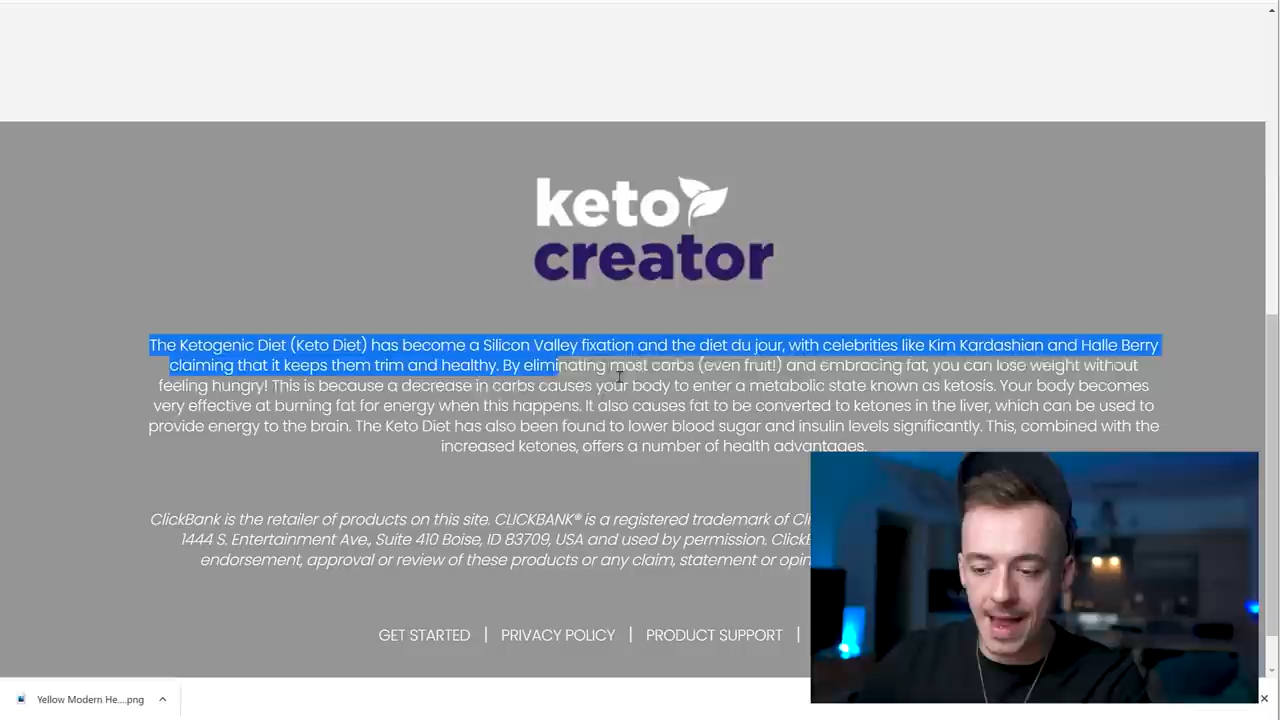 keto
creator
The Ketogenic Diet (Keto Diet) has become a Silicon Valley fixation and the diet du jour, with celebrities like Kim Kardashian and Halle Berry
claiming that it keeps them trim and healthy. By eliminating most carbs (even fruit!) and embracing fat, you can lose weight without
feeling hungry! This is because a decrease in carbs causes your body to enter a metabolic state known as ketosis. Your body becomes
very effective at burning fat for energy when this happens. It also causes fat to be converted to ketones in the liver, which can be used to
provide energy to the brain. The Keto Diet has also been found to lower blood sugar and insulin levels significantly. This, combined with the
increased ketones, offers a number of health advantages.
ClickBank is the retailer of products on this site. CLICKBANK® is a registered trademark of
1444 S. Entertainment Ave., Suite 410 Boise, ID 83709, USA and used by permission.
endorsement, approval or review of these products or any claim, statement or
GET STARTED | PRIVACY POLICY | PRODUCT SUPPORT |
Yellow Modern He....png